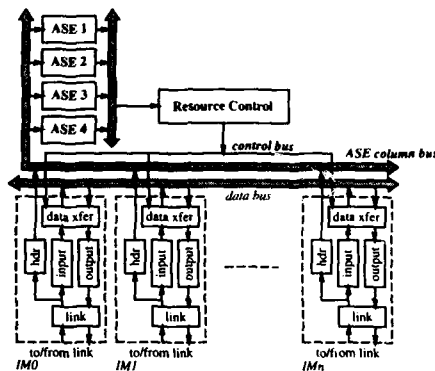 ASE 1
ASE 2
ASE 3
ASE 4
Resource Control
control bus
ASE column bus
data bus
data xfer
data xfer
data xfer
hdr
input
output
hdr
input
output
hdr
input
output
link
link
link
to/from link
to/from link
to/from link
IM0
IM1
IMn